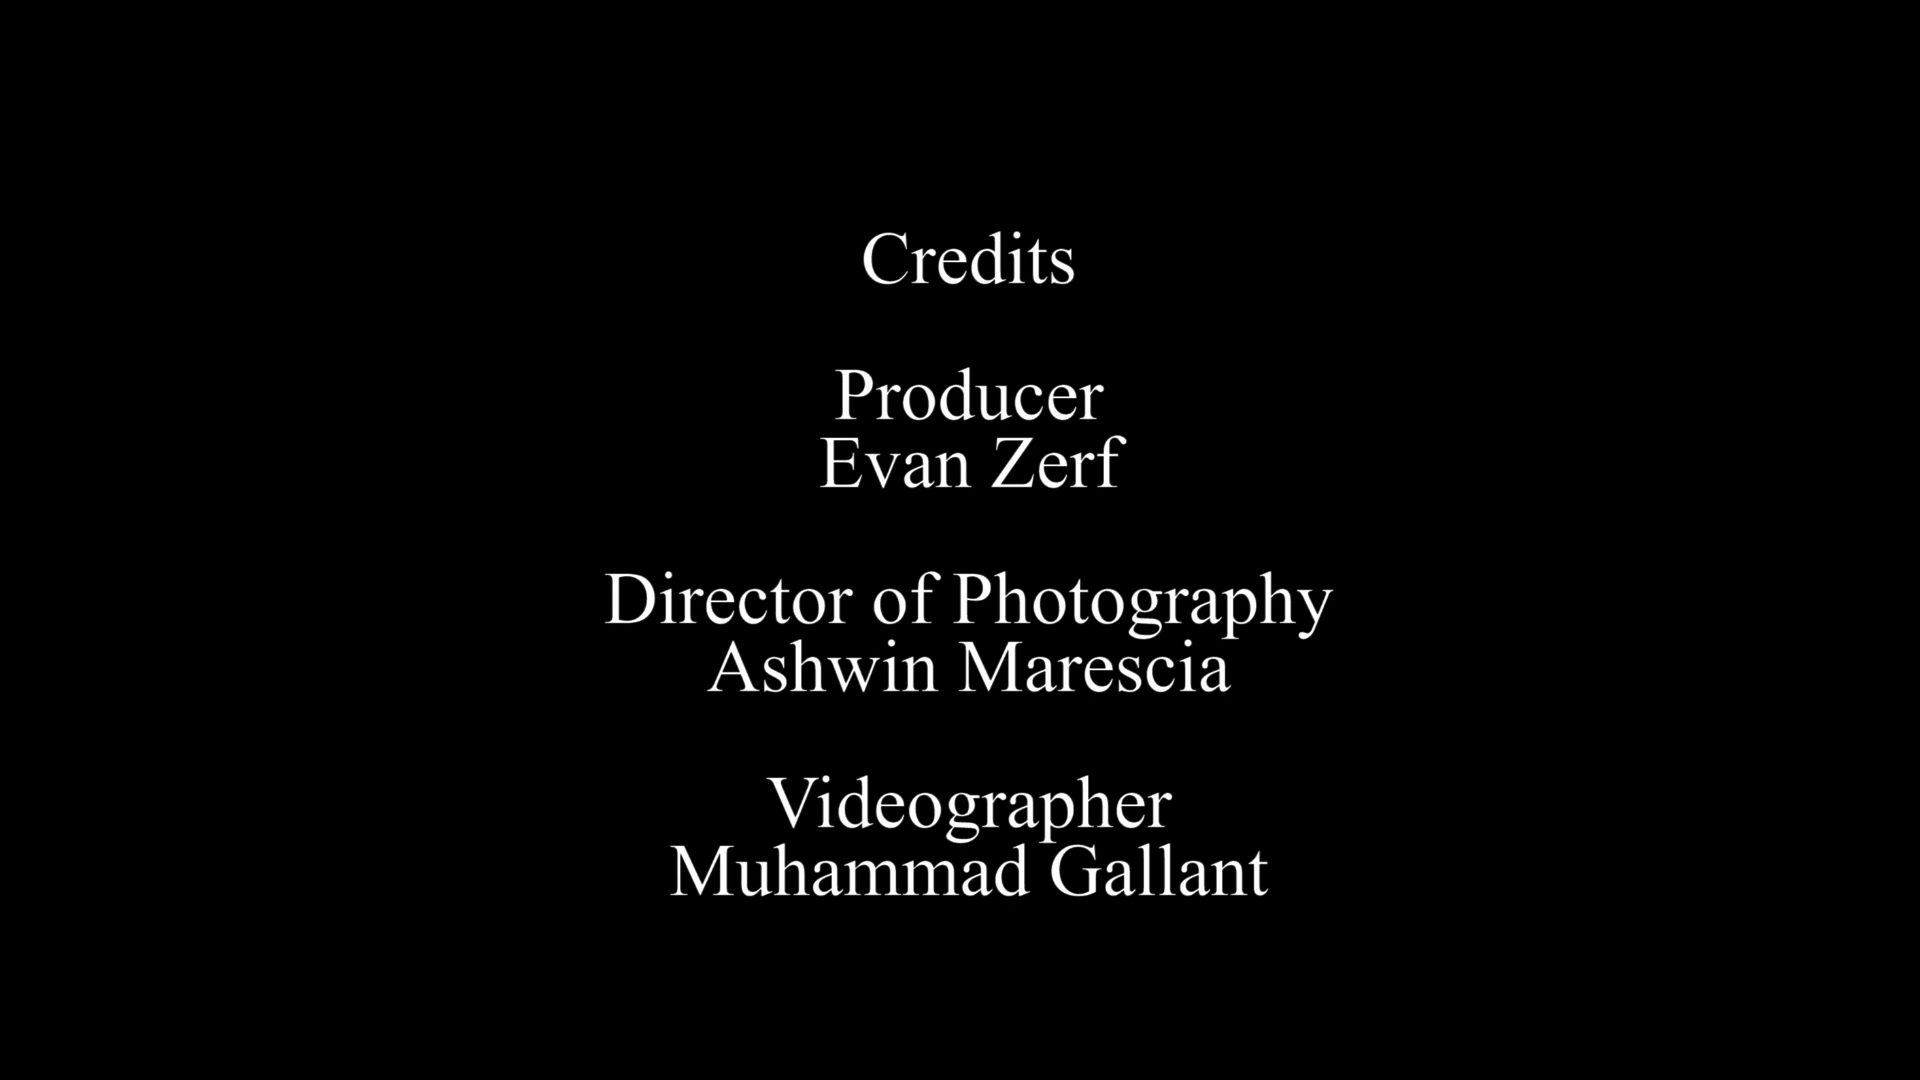 Credits
Producer
Evan Zerf
Director of Photography
Ashwin Marescia
Videographer
Muhammad Gallant